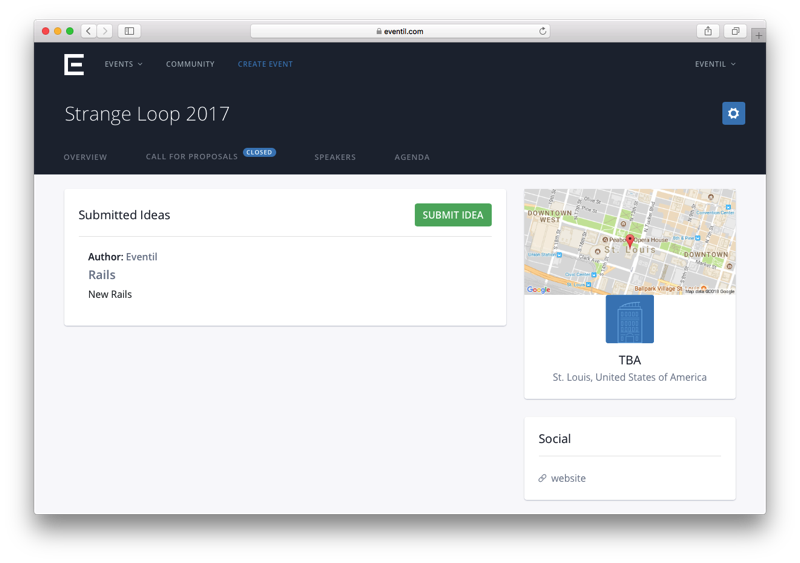 eventil.com
EVENTS
COMMUNITY
CREATE EVENT
EVENTIL
Strange Loop 2017
OVERVIEW
CALL FOR PROPOSALS CLOSED
SPEAKERS
AGENDA
Submitted Ideas
SUBMIT IDEA
Author: Eventil
Rails
New Rails
DOWNTOWN
WEST
Peabody Opera House
St. Louis
DOWNTOWN
Ballpark Village St.
Google
Map data ©2015 Google
TBA
St. Louis, United States of America
Social
website